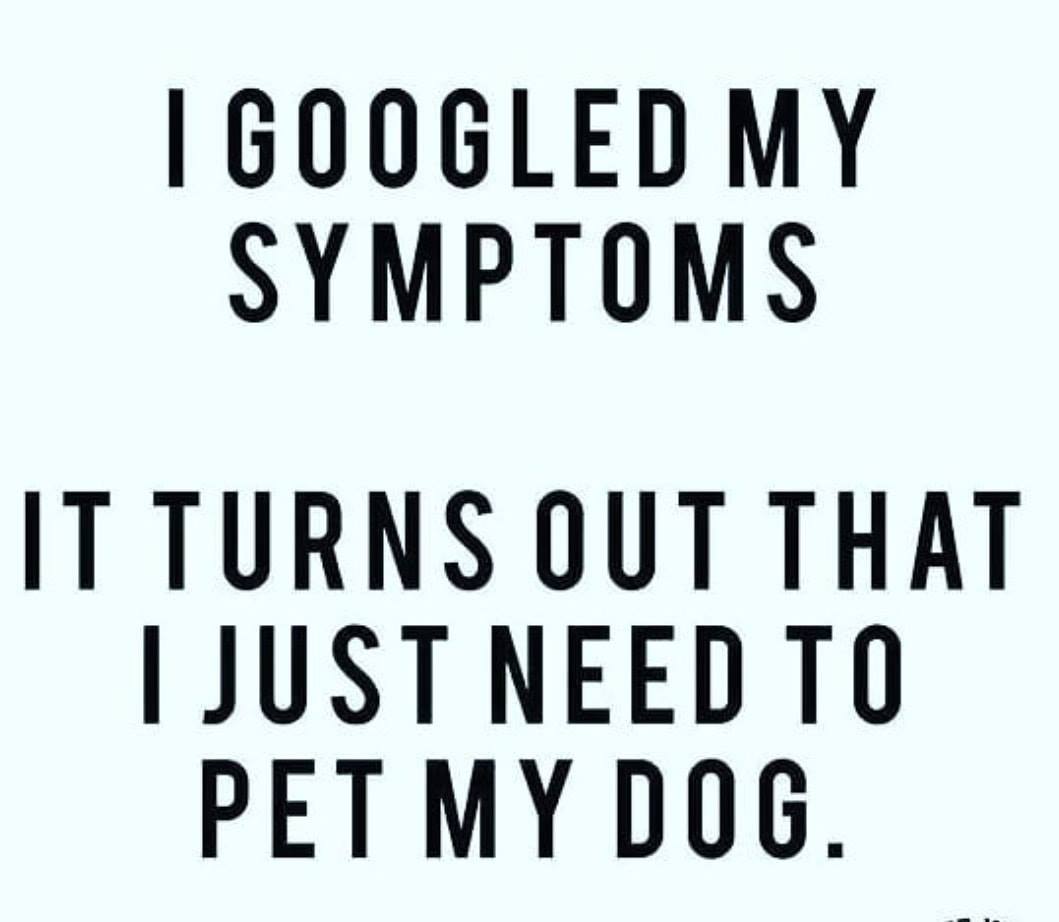 I GOOGLED MY
SYMPTOMS
IT TURNS OUT THAT
I JUST NEED TO
PET MY DOG.